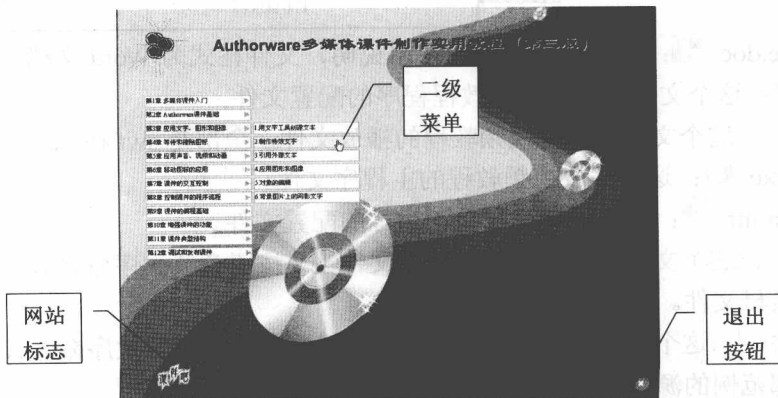 Authorware多媒体课件制作实用教程（第三版）
二级
菜单
第1章 多媒体课件入门
第2章 Authorware课件基础
第3章 应用文字、图形和图像
1.用文字工具创建文本
第4章 等待和擦除图标
2.制作特效文字
第5章 应用声音、视频和动画
3.引用外部文本
第6章 移动图标的应用
4.应用图形和图像
第7章 课件的交互控制
5.对象的编辑
第8章 控制课件的程序流程
6.背景图片上的阴影文字
第9章 课件的编程基础
第10章 增强课件的功能
第11章 课件典型结构
第12章 调试和发布课件
网站
标志
退出
按钮
课件吧